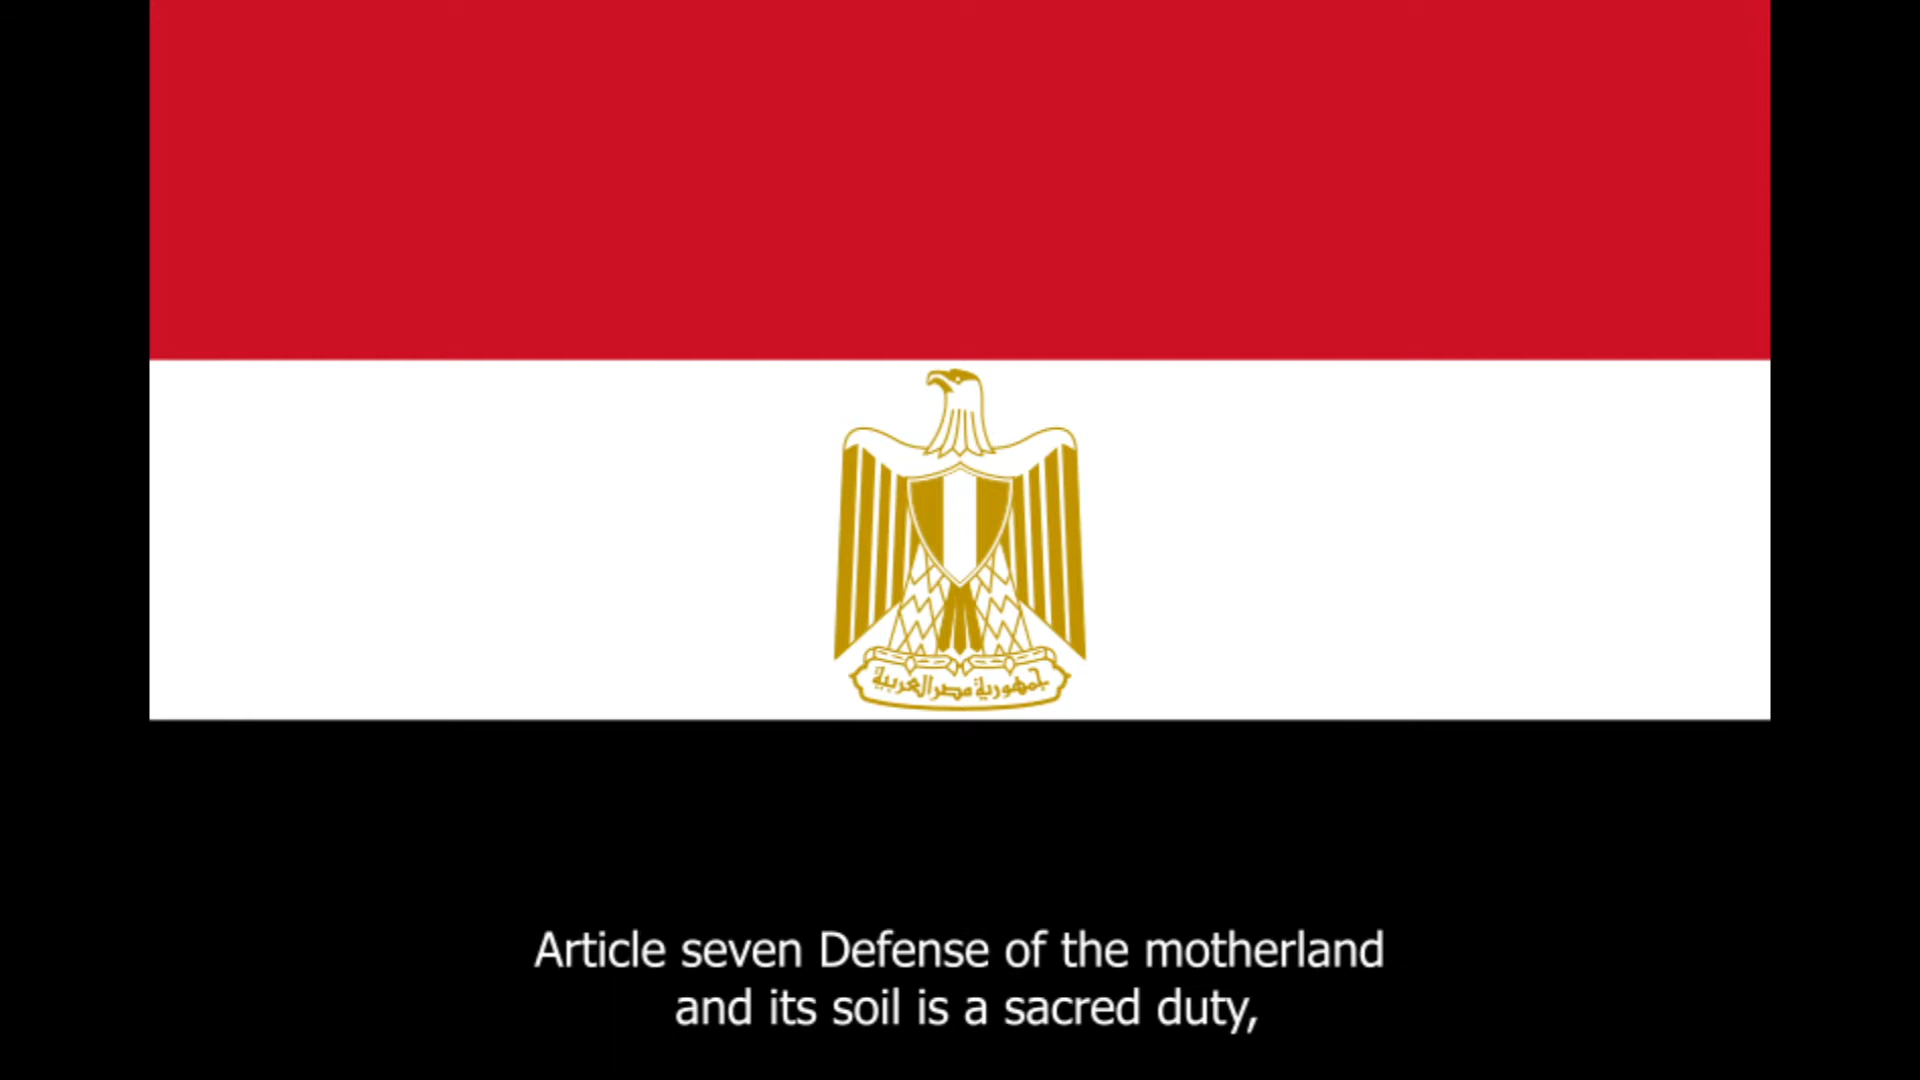 جمهورية مصر العربية
Article seven Defense of the motherland
and its soil is a sacred duty,